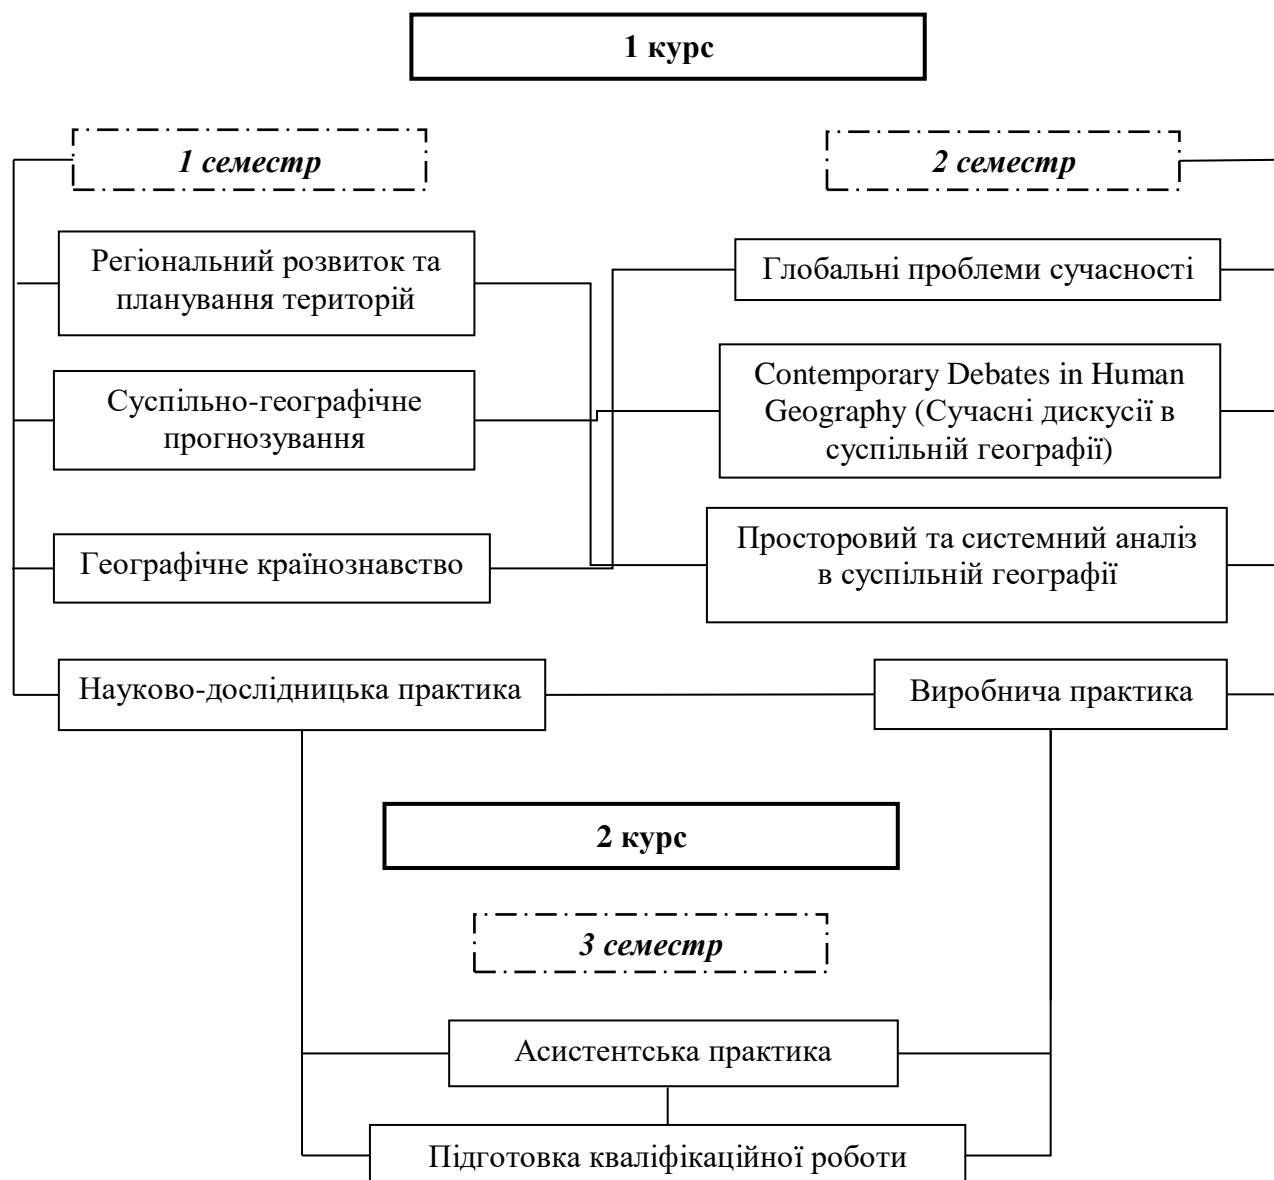 1 курс
1 семестр
2 семестр
Регіональний розвиток та
планування територій
Суспільно-географічне
прогнозування
Географічне країнознавство
Науково-дослідницька практика
Глобальні проблеми сучасності
Contemporary Debates in Human
Geography (Сучасні дискусії в
суспільній географії)
Просторовий та системний аналіз
в суспільній географії
Виробнича практика
2 курс
3 семестр
Асистентська практика
Підготовка кваліфікаційної роботи